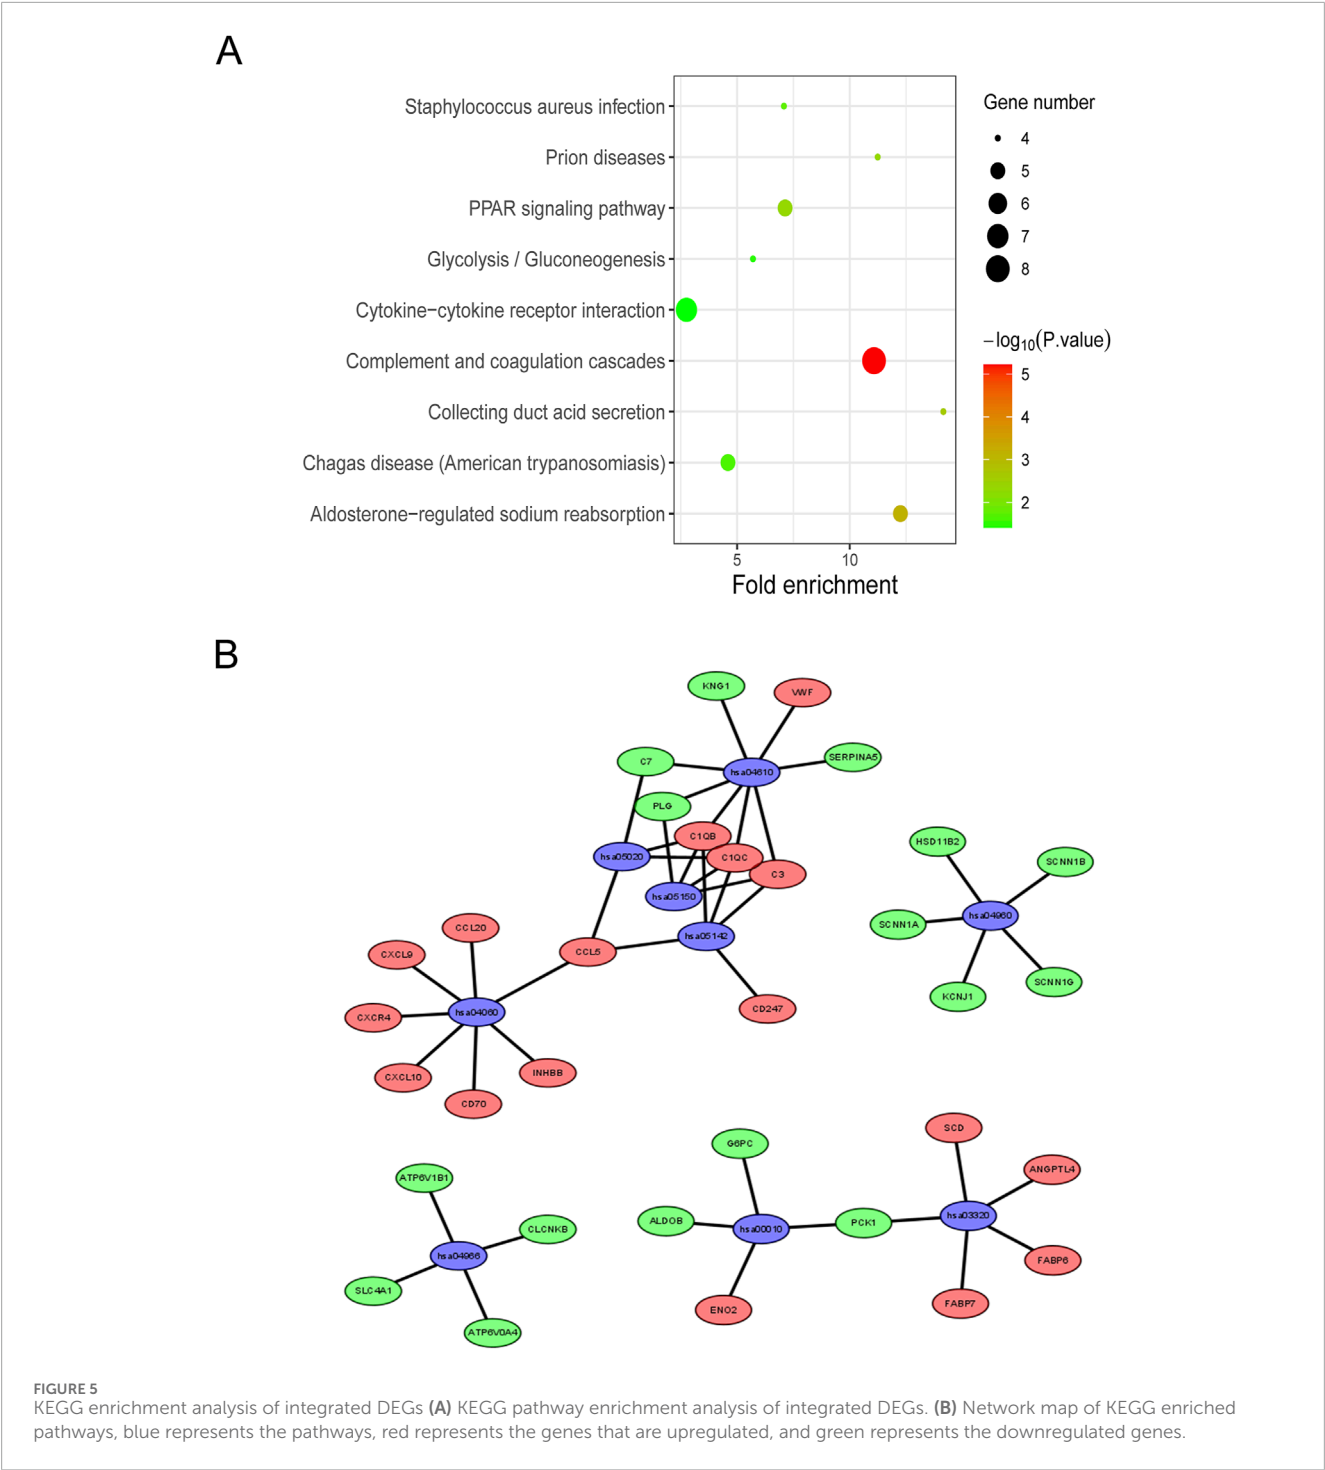 A
Staphylococcus aureus infection
Prion diseases
PPAR signaling pathway
Glycolysis / Gluconeogenesis
Cytokine−cytokine receptor interaction
Complement and coagulation cascades
Collecting duct acid secretion
Chagas disease (American trypanosomiasis)
Aldosterone−regulated sodium reabsorption
5 10
Fold enrichment
Gene number
4
5
6
7
8
−log10(P.value)
5
4
3
2
B
KNG1
VWF
C7
SERPINA5
hsa04610
PLG
C1QB
C1QC
hsa05020
C3
hsa05150
hsa05142
CCL5
CD247
HSD11B2
SCNN1B
SCNN1A
hsa04960
SCNN1G
KCNJ1
CCL20
CXCL9
CXCR4
hsa04060
CXCL10
INHBB
CD70
ATP6V1B1
CLCNKB
hsa04966
SLC4A1
ATP6V0A4
G6PC
ALDOB
hsa00010
PCK1
ENO2
SCD
ANGPTL4
hsa03320
FABP6
FABP7
FIGURE 5
KEGG enrichment analysis of integrated DEGs (A) KEGG pathway enrichment analysis of integrated DEGs. (B) Network map of KEGG enriched
pathways, blue represents the pathways, red represents the genes that are upregulated, and green represents the downregulated genes.